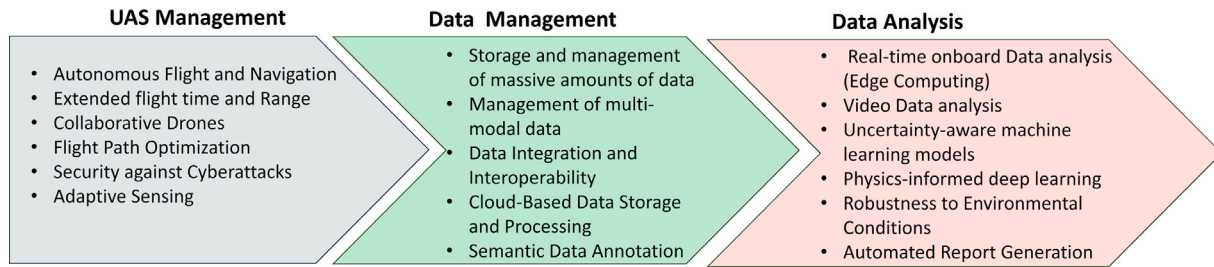 UAS Management
• Autonomous Flight and Navigation
• Extended flight time and Range
• Collaborative Drones
• Flight Path Optimization
• Security against Cyberattacks
• Adaptive Sensing
Data Management
• Storage and management
of massive amounts of data
• Management of multi-
modal data
• Data Integration and
Interoperability
• Cloud-Based Data Storage
and Processing
• Semantic Data Annotation
Data Analysis
• Real-time onboard Data analysis
(Edge Computing)
• Video Data analysis
• Uncertainty-aware machine
learning models
• Physics-informed deep learning
• Robustness to Environmental
Conditions
• Automated Report Generation